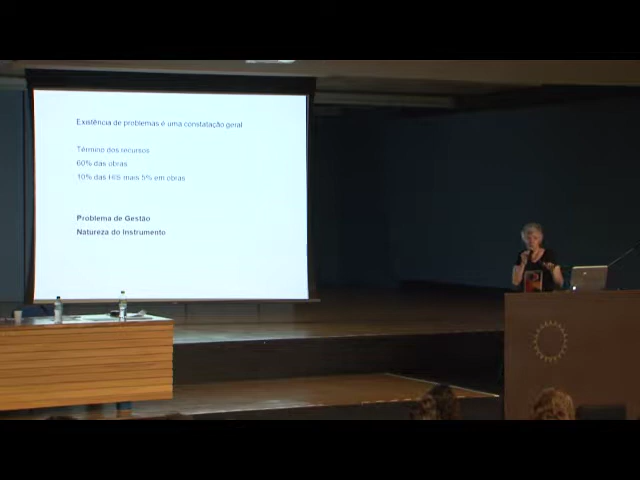 Existência de problemas é uma constatação geral
Término dos recursos
60% das obras
10% das HIS mais 5% em obras
Problema de Gestão
Natureza do Instrumento